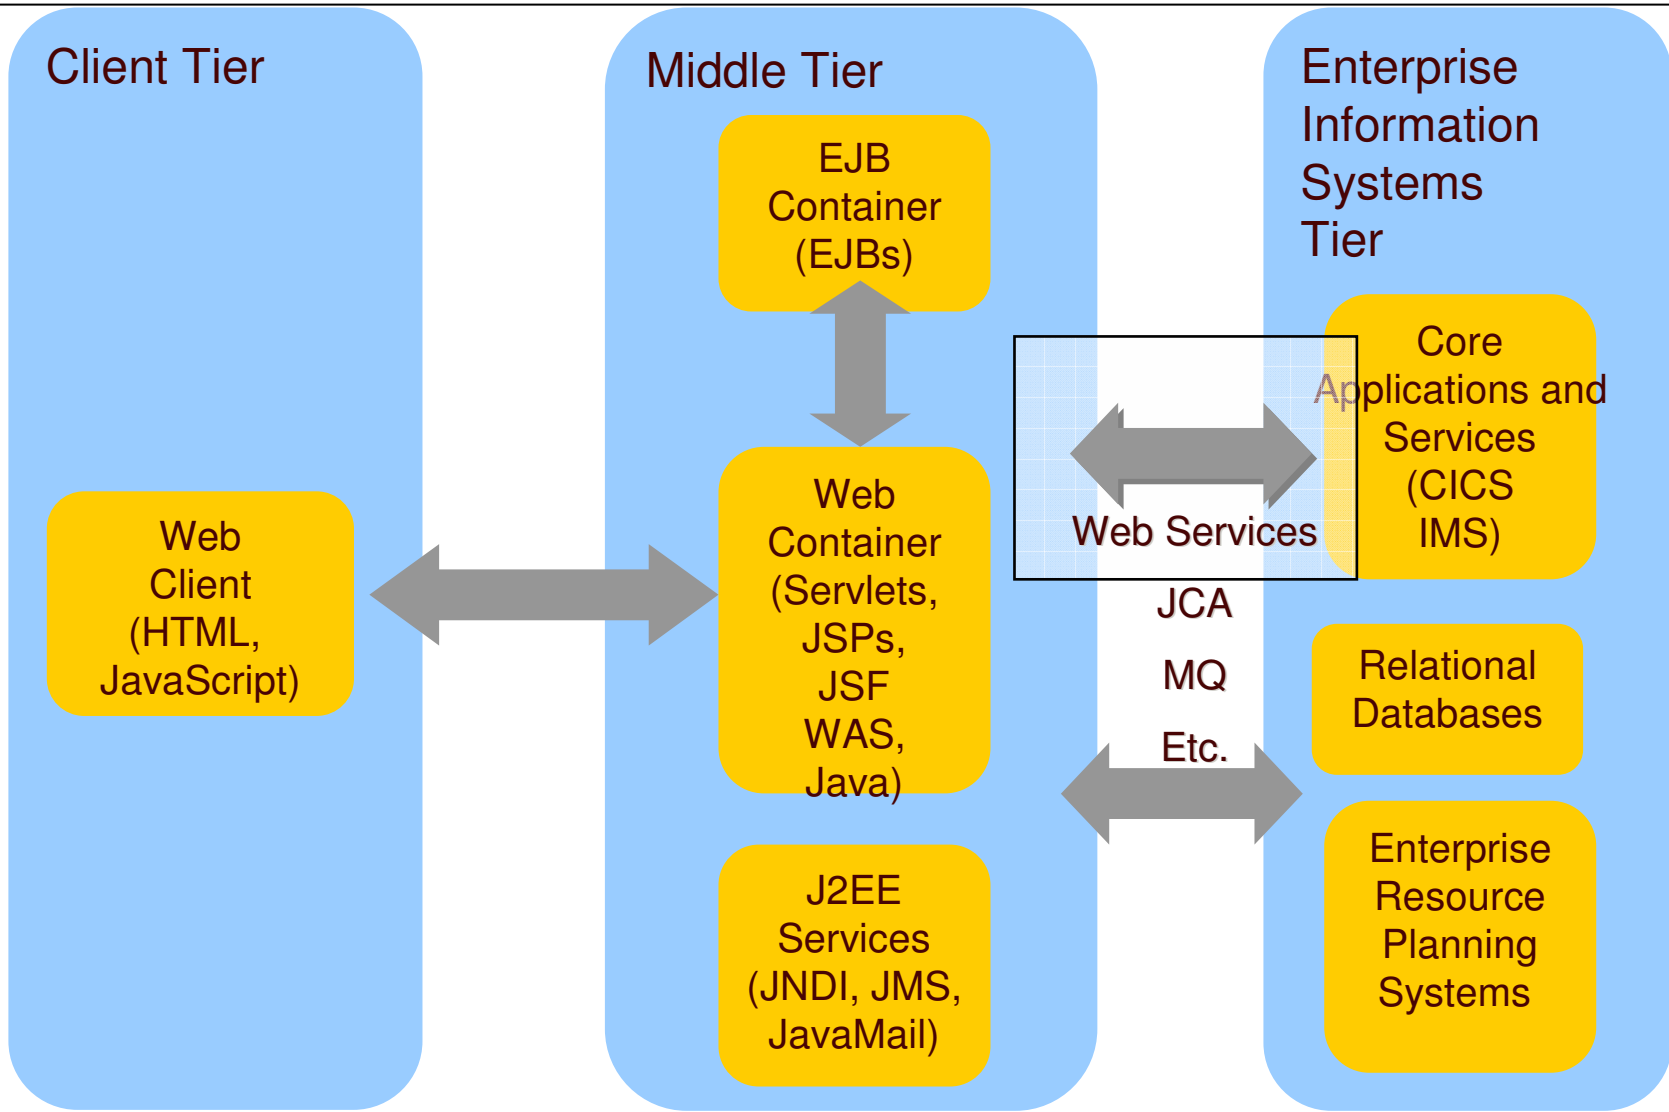 Client Tier
Web
Client
(HTML,
JavaScript)
Middle Tier
EJB
Container
(EJBs)
Web
Container
(Servlets,
JSPs,
JSF
WAS,
Java)
J2EE
Services
(JNDI, JMS,
JavaMail)
Web Services
JCA
MQ
Etc.
Enterprise
Information
Systems
Tier
Core
Applications and
Services
(CICS
IMS)
Relational
Databases
Enterprise
Resource
Planning
Systems